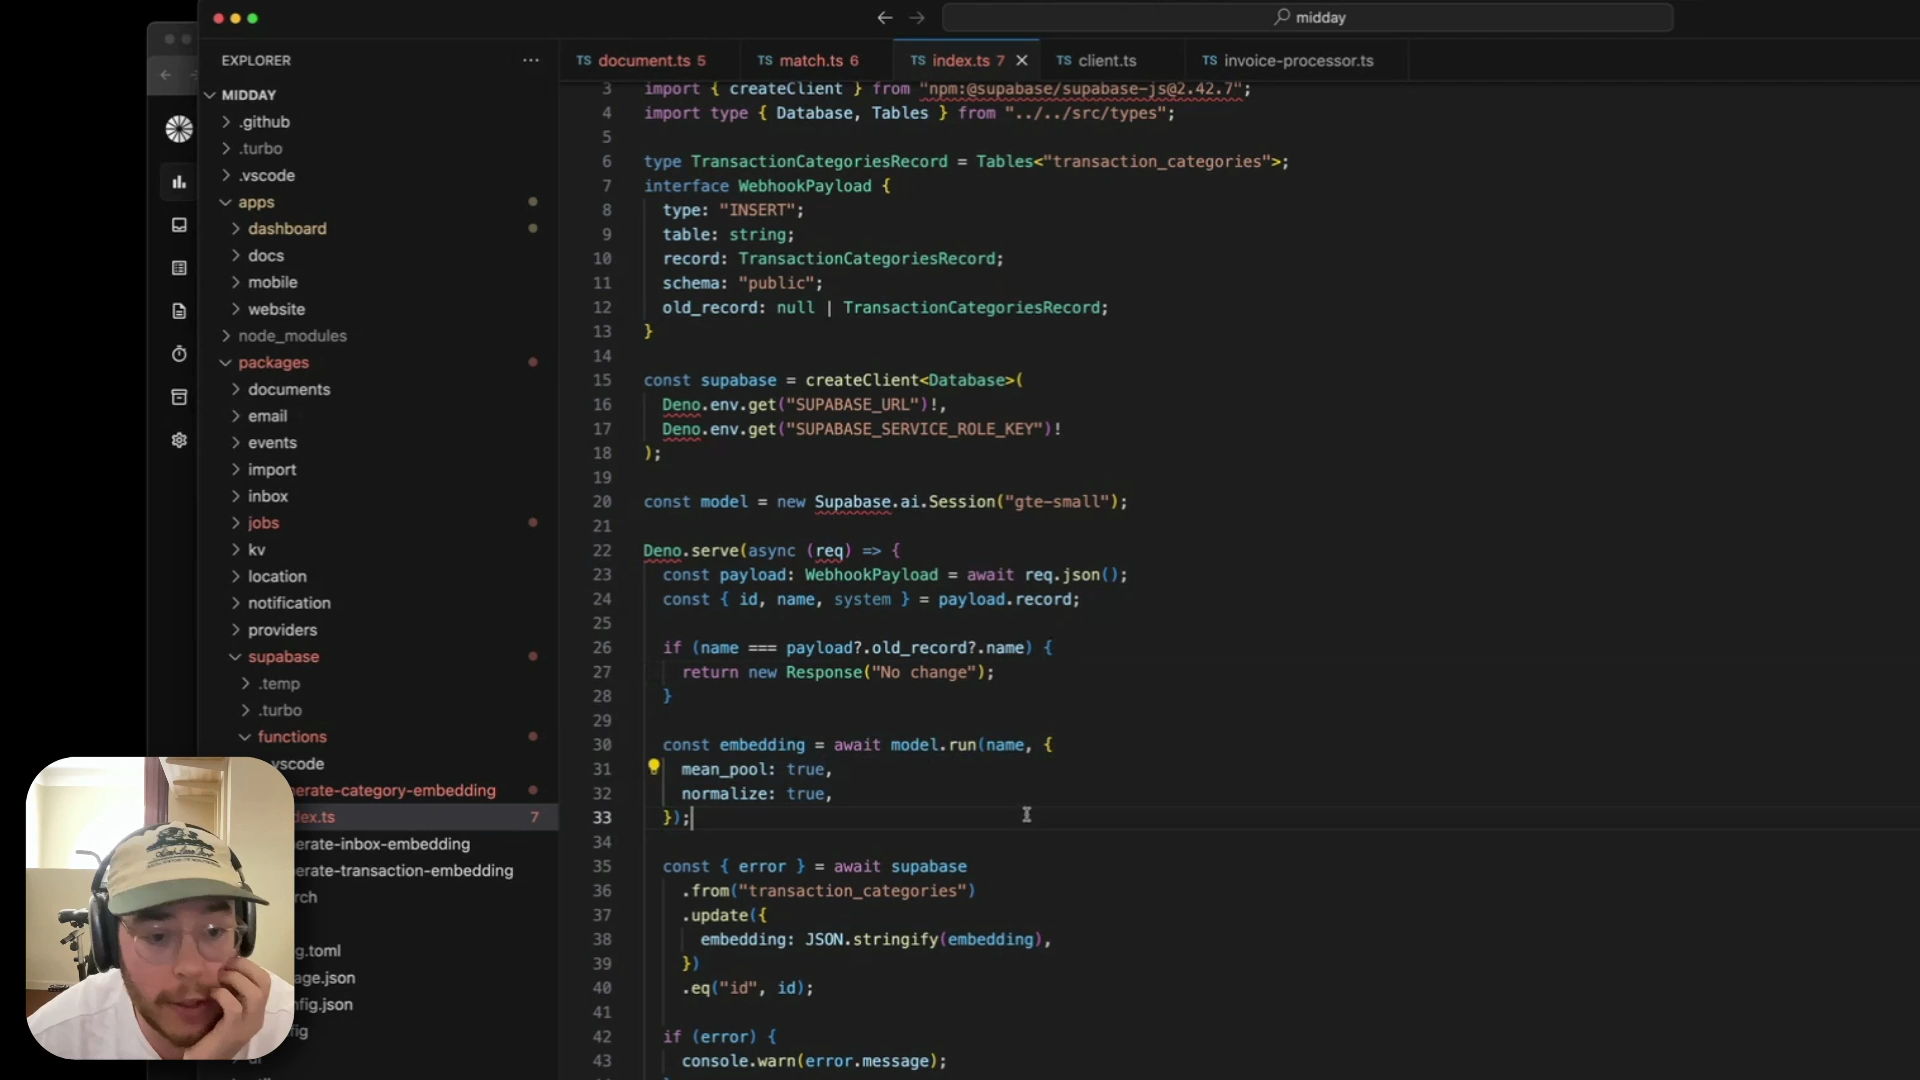 midday
EXPLORER
MIDDAY
.github
.turbo
.vscode
apps
dashboard
docs
mobile
website
node_modules
packages
documents
email
events
import
inbox
jobs
kv
location
notification
providers
supabase
.temp
.turbo
functions
vscode
erate-category-embedding
dex.ts 7
erate-inbox-embedding
erate-transaction-embedding
rch
g.toml
age.json
nfig.json
TS document.ts 5
TS match.ts 6
TS index.ts 7
TS client.ts
TS invoice-processor.ts
3 import { createClient } from "npm:@supabase/supabase-js@2.42.7";
4 import type { Database, Tables } from "../../src/types";
5
6 type TransactionCategoriesRecord = Tables<"transaction_categories">;
7 interface WebhookPayload {
8 type: "INSERT";
9 table: string;
10 record: TransactionCategoriesRecord;
11 schema: "public";
12 old_record: null | TransactionCategoriesRecord;
13 }
14
15 const supabase = createClient<Database>(
16 Deno.env.get("SUPABASE_URL")!,
17 Deno.env.get("SUPABASE_SERVICE_ROLE_KEY")!
18 );
19
20 const model = new Supabase.ai.Session("gte-small");
21
22 Deno.serve(async (req) => {
23 const payload: WebhookPayload = await req.json();
24 const { id, name, system } = payload.record;
25
26 if (name === payload?.old_record?.name) {
27 return new Response("No change");
28 }
29
30 const embedding = await model.run(name, {
31 mean_pool: true,
32 normalize: true,
33 });
34
35 const { error } = await supabase
36 .from("transaction_categories")
37 .update({
38 embedding: JSON.stringify(embedding),
39 })
40 .eq("id", id);
41
42 if (error) {
43 console.warn(error.message);